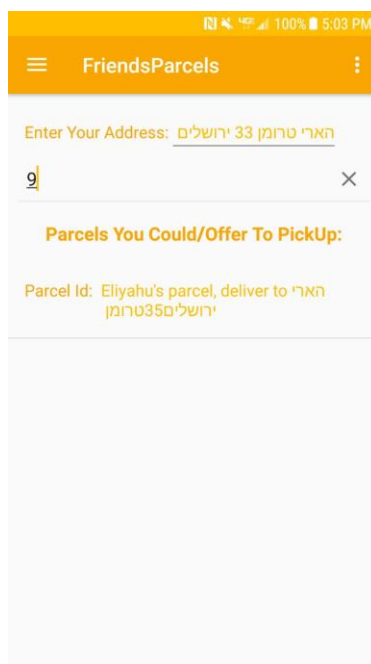 100% 5:03 PM
FriendsParcels
Enter Your Address: הארי טרומן 33 ירושלים
9
Parcels You Could/Offer To PickUp:
Parcel Id: Eliyahu's parcel, deliver to הארי
ירושלים35טרומן